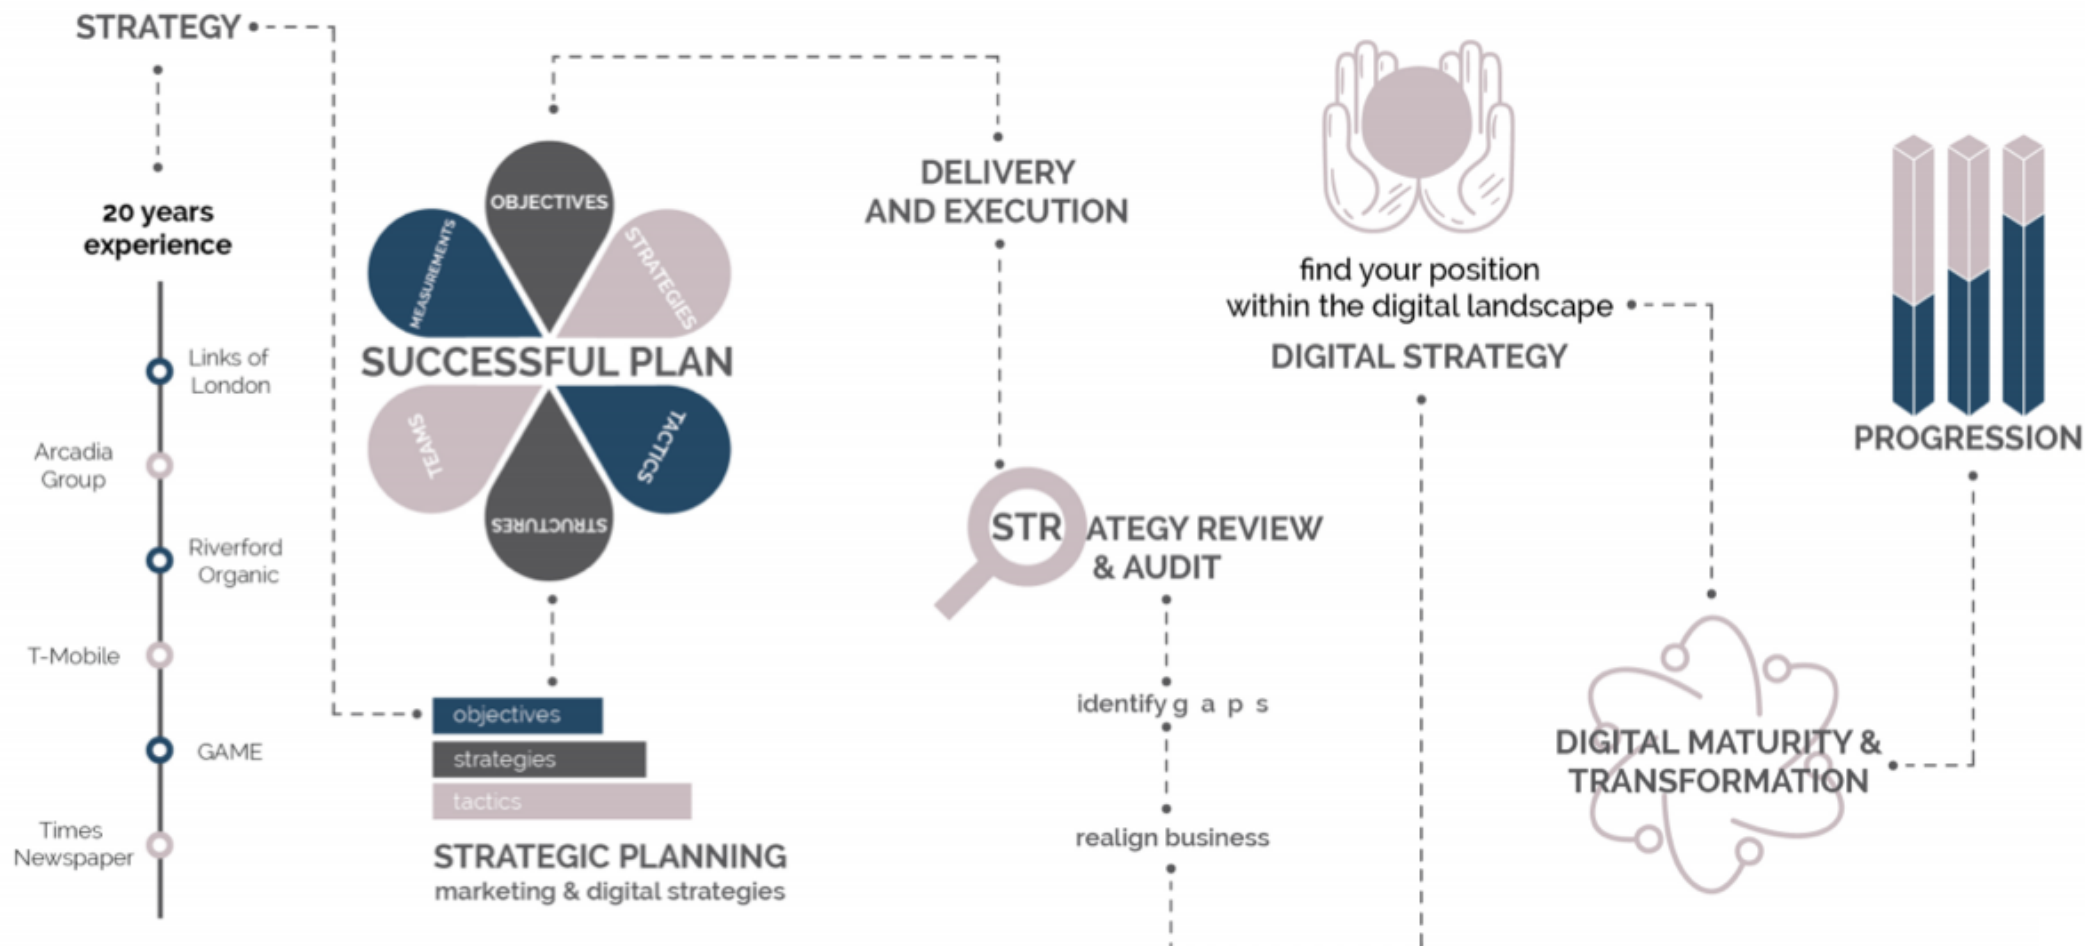 STRATEGY
20 years
experience
Links of
London
Arcadia
Group
Riverford
Organic
T-Mobile
GAME
Times
Newspaper
OBJECTIVES
STRATEGIES
MEASUREMENTS
SUCCESSFUL PLAN
TEAMS
TACTICS
STRUCTURES
objectives
strategies
tactics
STRATEGIC PLANNING
marketing & digital strategies
DELIVERY
AND EXECUTION
STRATEGY REVIEW
& AUDIT
identify g a p s
realign business
find your position
within the digital landscape
DIGITAL STRATEGY
DIGITAL MATURITY &
TRANSFORMATION
PROGRESSION